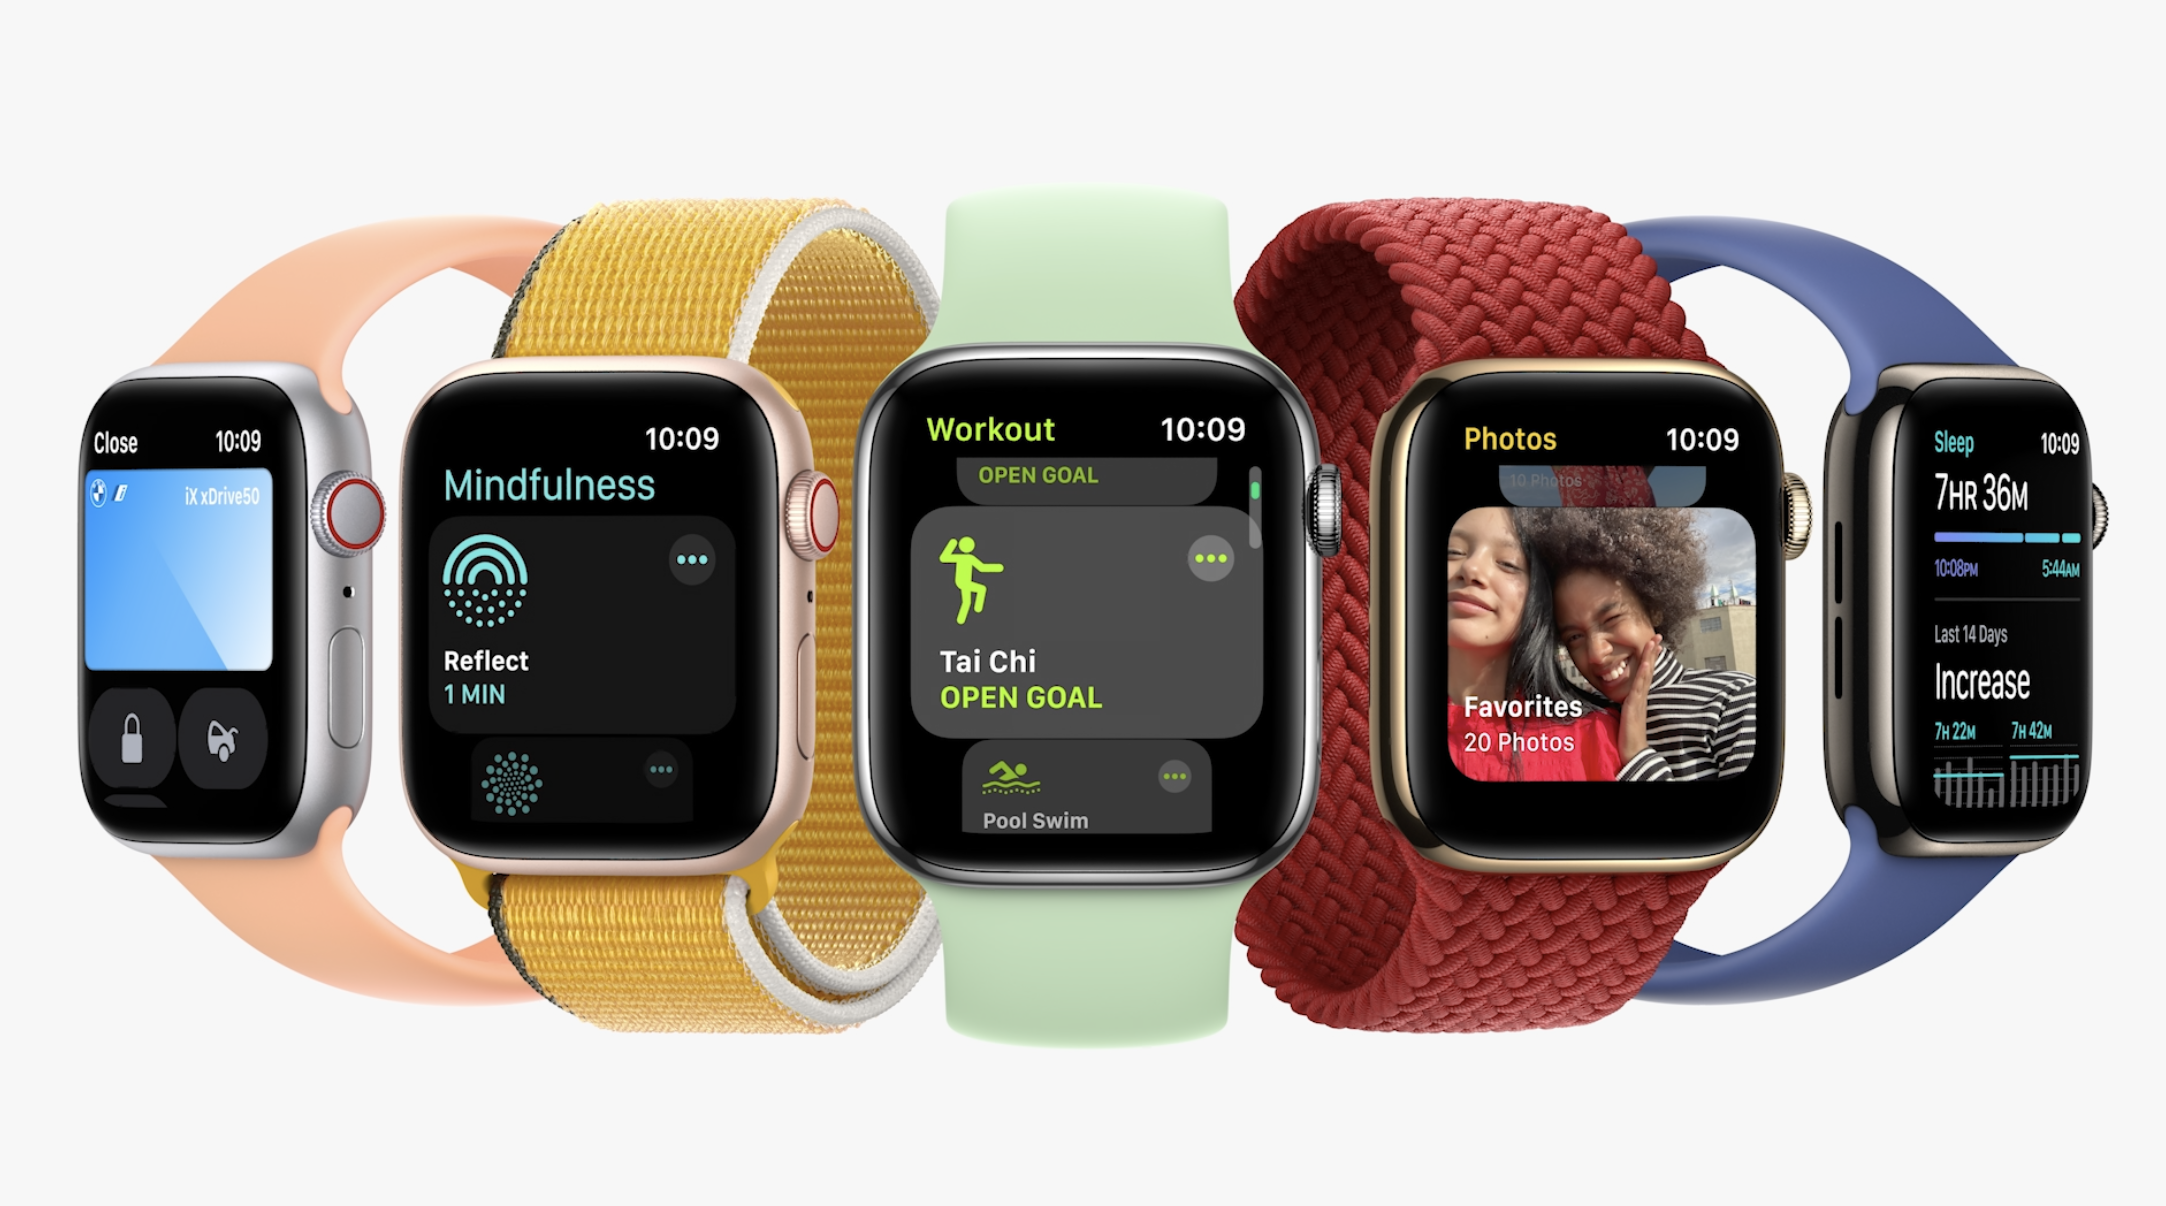 Close 10:09
iX xDrive50
10:09
Mindfulness
Reflect
1 MIN
Workout 10:09
OPEN GOAL
Tai Chi
OPEN GOAL
Pool Swim
Photos 10:09
10 Photos
Favorites
20 Photos
Sleep 10:09
7HR 36M
10:08PM 5:44AM
Last 14 Days
Increase
7h 22M 7h 42M